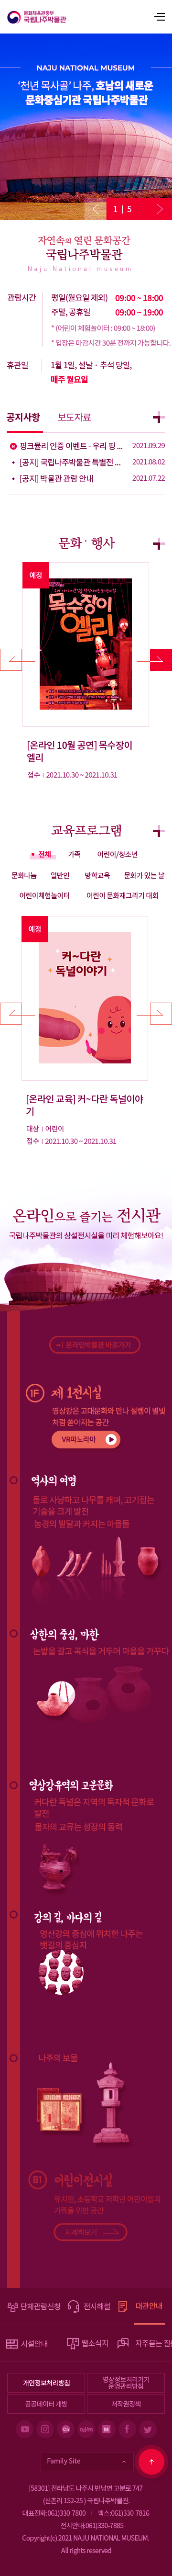 문화체육관광부
국립나주박물관
NAJU NATIONAL MUSEUM
'천년 목사골' 나주, 호남의 새로운
문화중심기관 국립나주박물관
1 | 5
자연속의 열린 문화공간
국립나주박물관
Naju National museum
관람시간 평일(월요일 제외) 09:00 ~ 18:00
주말, 공휴일 09:00 ~ 19:00
* (어린이 체험놀이터 : 09:00 ~ 18:00)
* 입장은 마감시간 30분 전까지 가능합니다.
휴관일 1월 1일, 설날ㆍ추석 당일,
매주 월요일
공지사항 보도자료
핑크퓰리 인증 이벤트 - 우리 핑 ... 2021.09.29
• [공지] 국립나주박물관 특별전 ... 2021.08.02
• [공지] 박물관 관람 안내 2021.07.22
문화 · 행사
예정
목수장이
엘리
[온라인 10월 공연] 목수장이
엘리
접수 | 2021.10.30 ~ 2021.10.31
교육프로그램
전체 가족 어린이/청소년
문화나눔 일반인 방학교육 문화가 있는 날
어린이체험놀이터 어린이 문화재그리기 대회
예정
커~다란
독널이야기
[온라인 교육] 커~다란 독널이야
기
대상 | 어린이
접수 | 2021.10.30 ~ 2021.10.31
온라인으로 즐기는 전시관
국립나주박물관의 상설전시실을 미리 체험해보아요!
온라인박물관 바로가기
1F 제 1전시실
영상강은 고대문화와 만나 설렘이 별빛
처럼 쏟아지는 공간
VR파노라마
역사의 여명
들로 사냥하고 나무를 캐며, 고기잡는
기술을 크게 발전
농경의 발달과 커지는 마을들
삼한의 중심, 마한
논밭을 갈고 곡식을 거두어 마을을 가꾸다
영상강유역의 고분문화
커다란 독널은 지역의 독자적 문화로
발전
물자의 교류는 성장의 동력
강의 길, 바다의 길
영산강의 중심에 위치한 나주는
뱃길의 중심지
나주의 보물
B1 어린이전시실
유치원, 초등학교 저학년 어린이들과
가족을 위한 공간
자세히보기
단체관람신청 전시해설 대관안내
시설안내 웹소식지 자주묻는 질
개인정보처리방침 영상정보처리기기
운영관리방침
공공데이터 개방 저작권정책
Family Site
[58301] 전라남도 나주시 반남면 고분로 747
(신촌리 152-25) 국립나주박물관.
대표전화:061)330-7800 팩스:061)330-7816
전시안내:061)330-7885
Copyright(c) 2021 NAJU NATIONAL MUSEUM.
All rights reserved